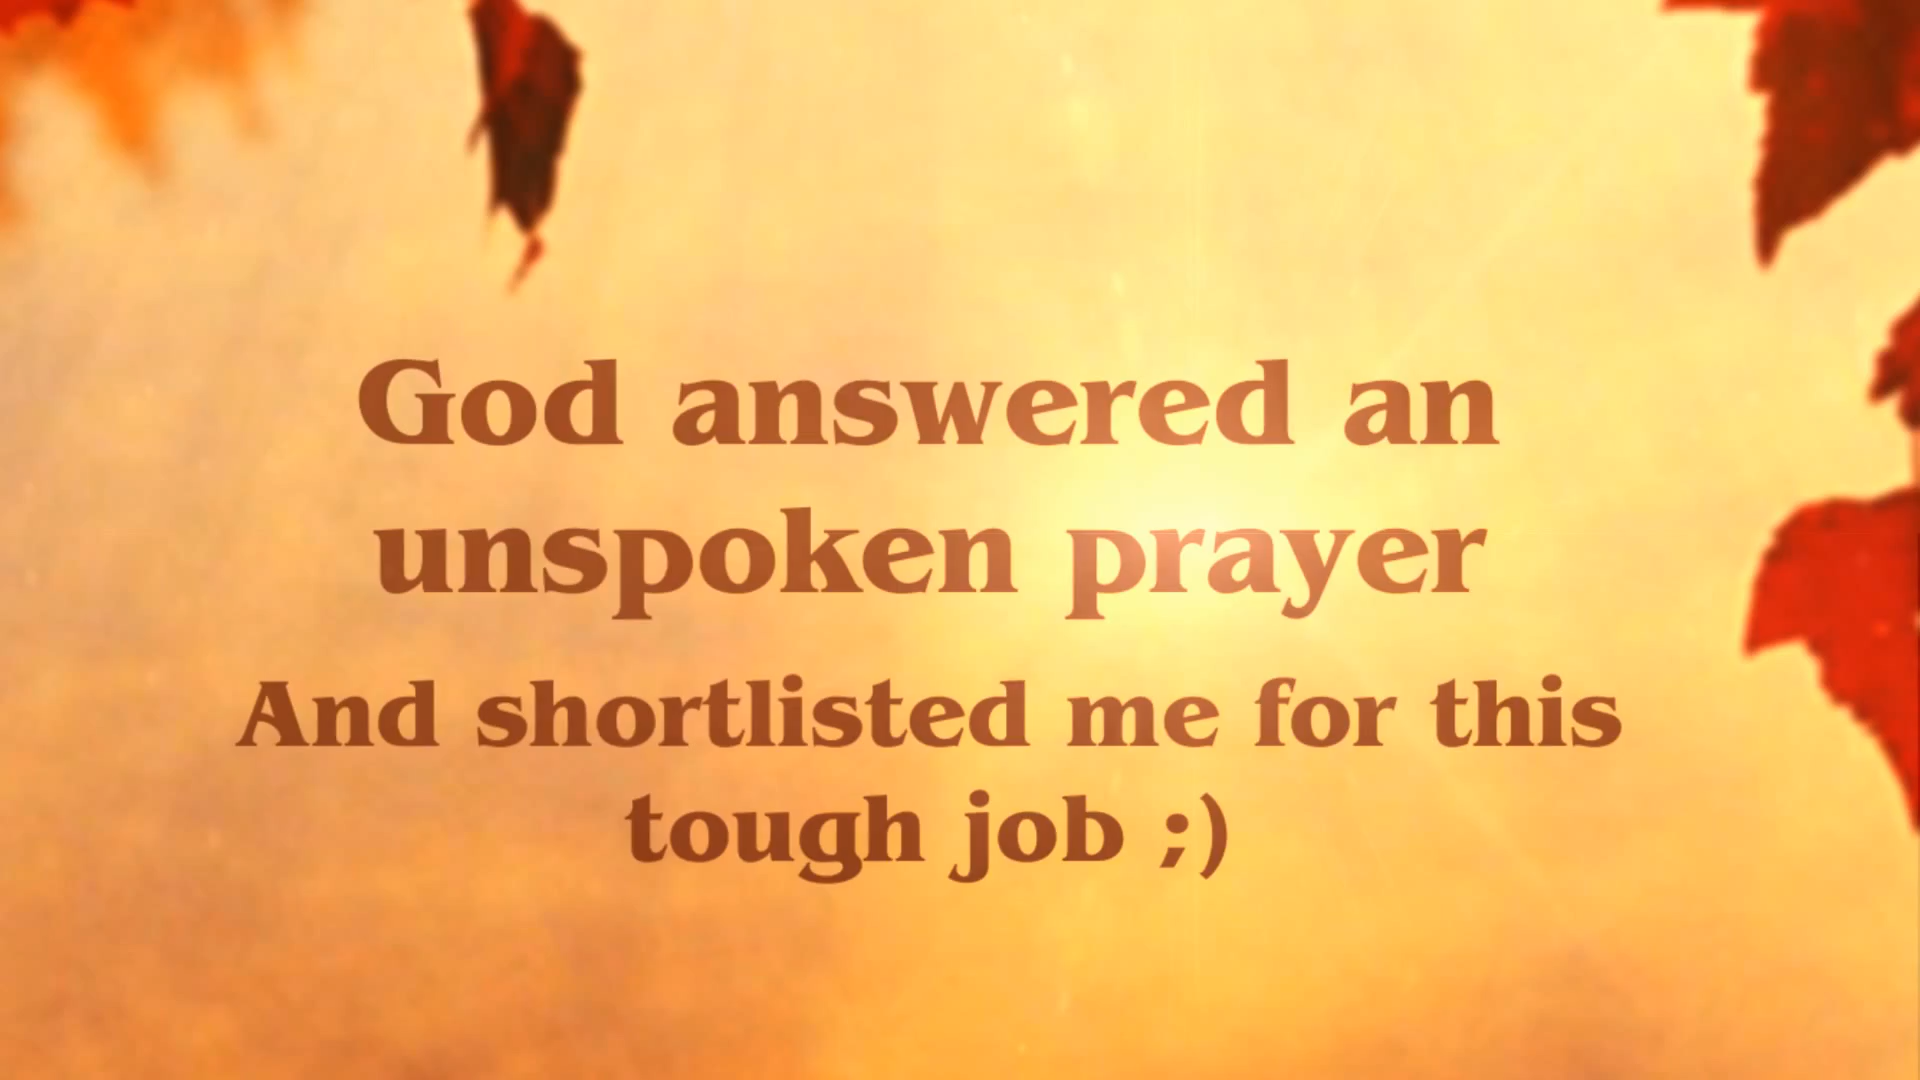 God answered an
unspoken prayer
And shortlisted me for this
tough job ;)